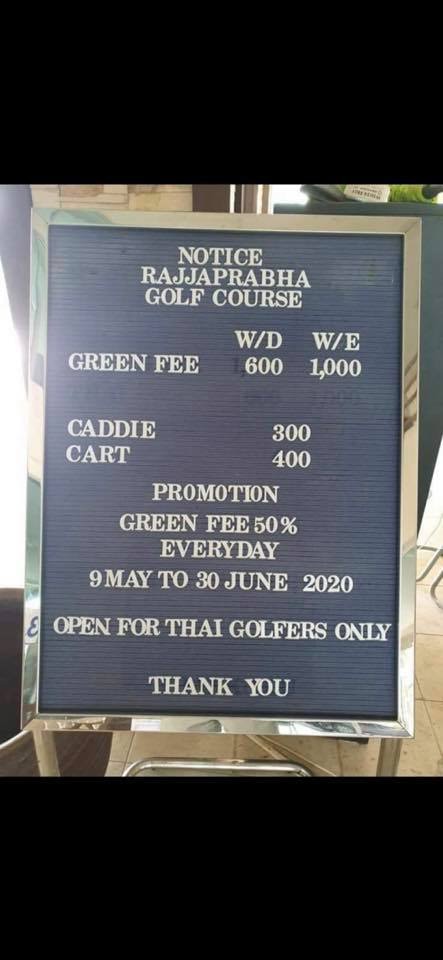 NOTICE
RAJJAPRABHA
GOLF COURSE
W/D W/E
GREEN FEE 600 1,000
CADDIE 300
CART 400
PROMOTION
GREEN FEE 50%
EVERYDAY
9 MAY TO 30 JUNE 2020
OPEN FOR THAI GOLFERS ONLY
THANK YOU